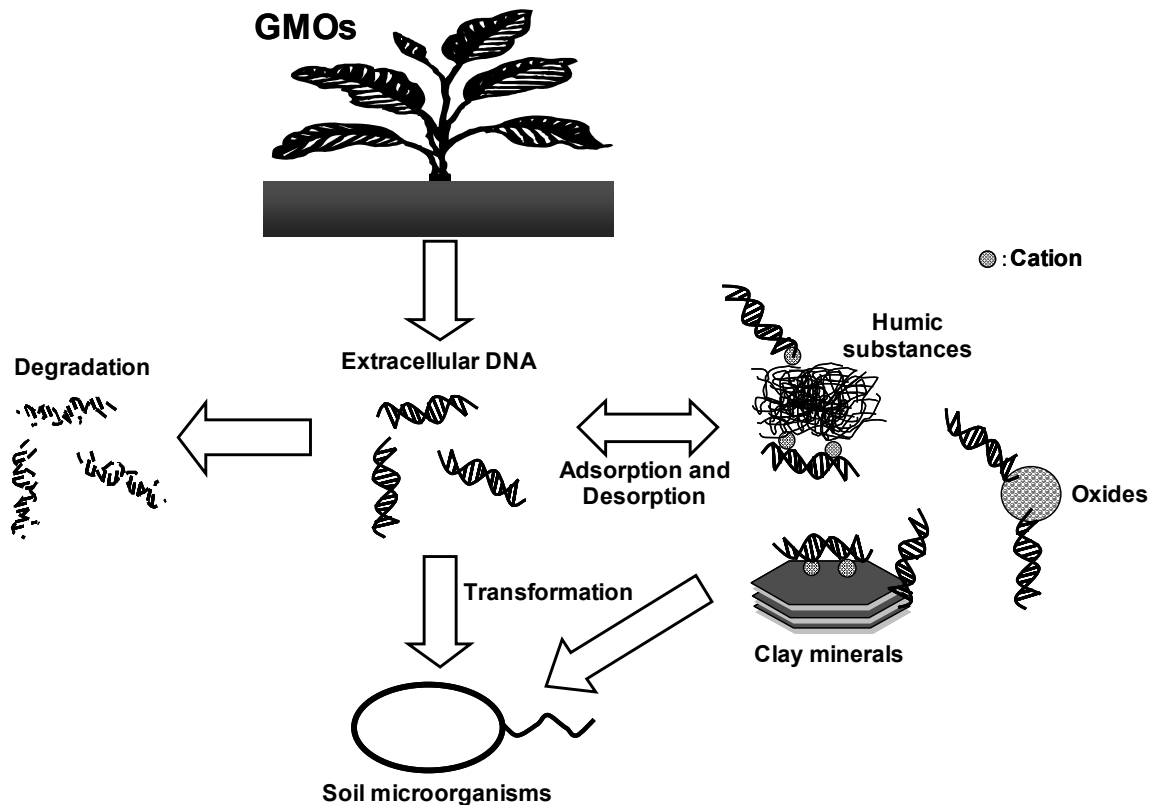 GMOs
: Cation
Humic
substances
Extracellular DNA
Degradation
Adsorption and
Desorption
Oxides
Transformation
Clay minerals
Soil microorganisms